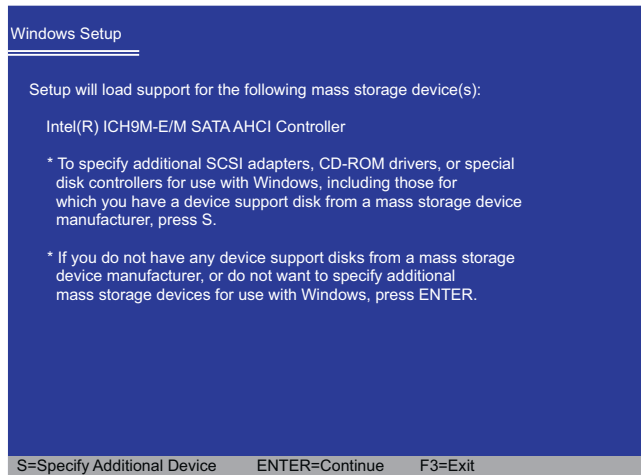 Windows Setup
Setup will load support for the following mass storage device(s):
Intel(R) ICH9M-E/M SATA AHCI Controller
* To specify additional SCSI adapters, CD-ROM drivers, or special
disk controllers for use with Windows, including those for
which you have a device support disk from a mass storage device
manufacturer, press S.
* If you do not have any device support disks from a mass storage
device manufacturer, or do not want to specify additional
mass storage devices for use with Windows, press ENTER.
S=Specify Additional Device ENTER=Continue F3=Exit